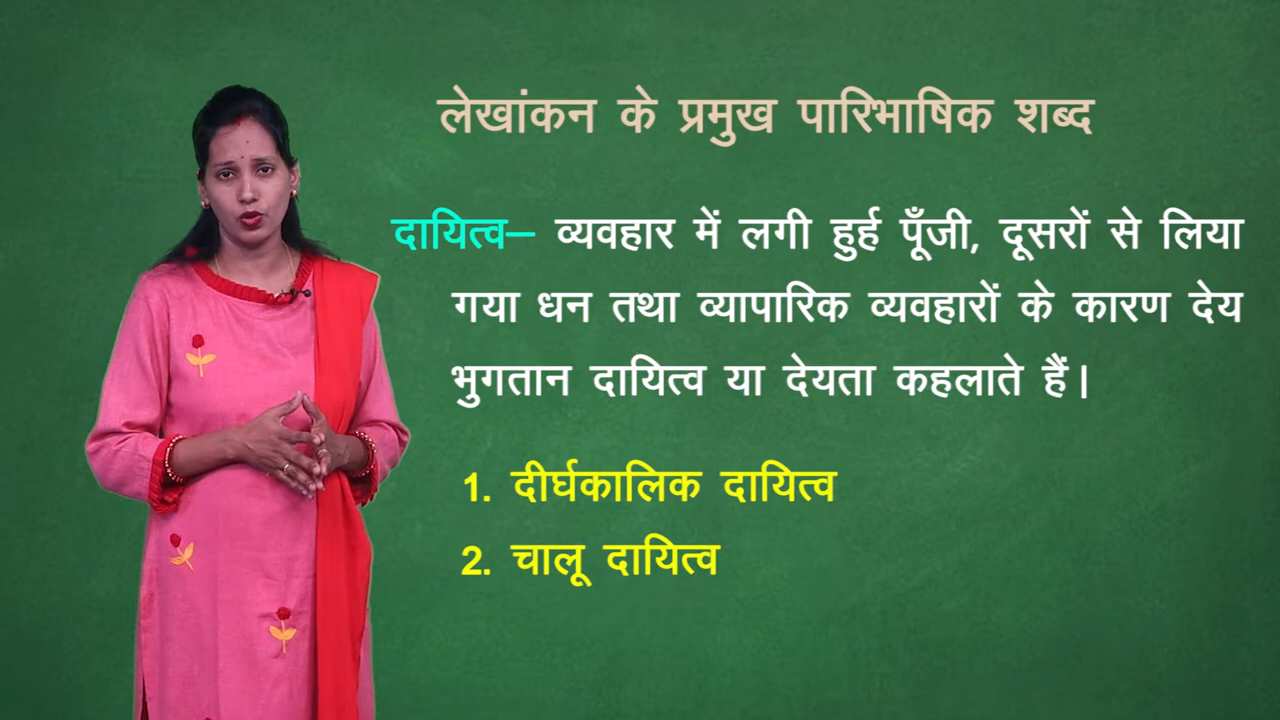 लेखांकन के प्रमुख पारिभाषिक शब्द
दायित्व– व्यवहार में लगी हुर्ह पूँजी, दूसरों से लिया
गया धन तथा व्यापारिक व्यवहारों के कारण देय
भुगतान दायित्व या देयता कहलाते हैं।
1. दीर्घकालिक दायित्व
2. चालू दायित्व